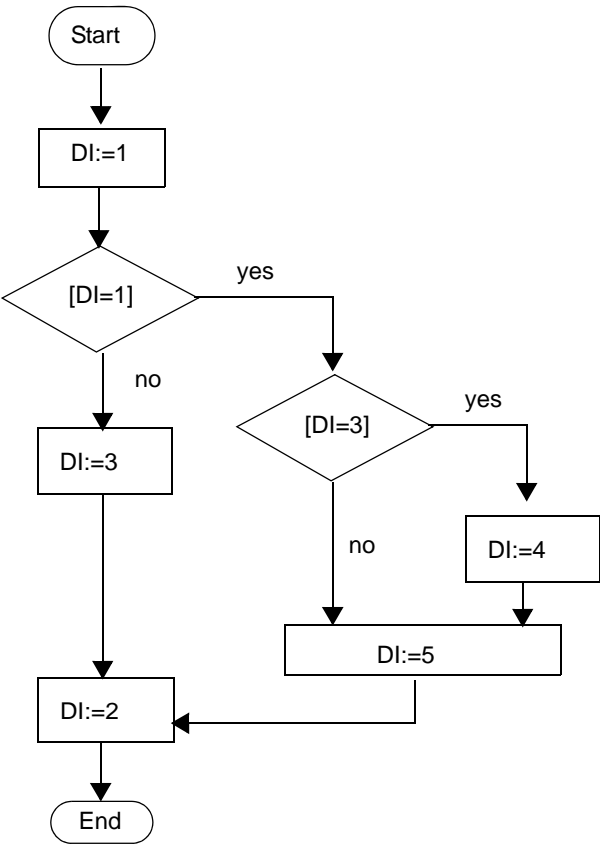 Start
DI:=1
[DI=1]
yes
no
[DI=3]
yes
DI:=3
no
DI:=4
DI:=5
DI:=2
End